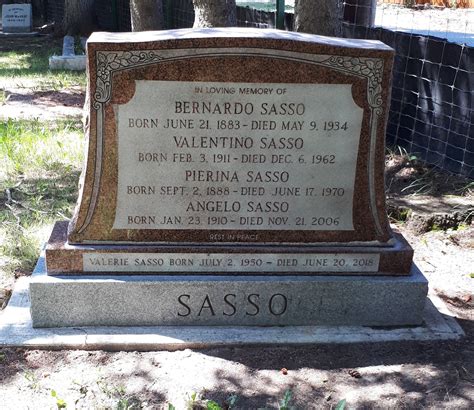 IN LOVING MEMORY OF
BERNARDO SASSO
BORN JUNE 21, 1883 - DIED MAY 9, 1934
VALENTINO SASSO
BORN FEB. 3, 1911 - DIED DEC. 6, 1962
PIERINA SASSO
BORN SEPT. 2, 1888 - DIED JUNE 17, 1970
ANGELO SASSO
BORN JAN. 23, 1910 - DIED NOV. 21, 2006
REST IN PEACE
VALERIE SASSO BORN JULY 2, 1950 - DIED JUNE 20, 2018
SASSO